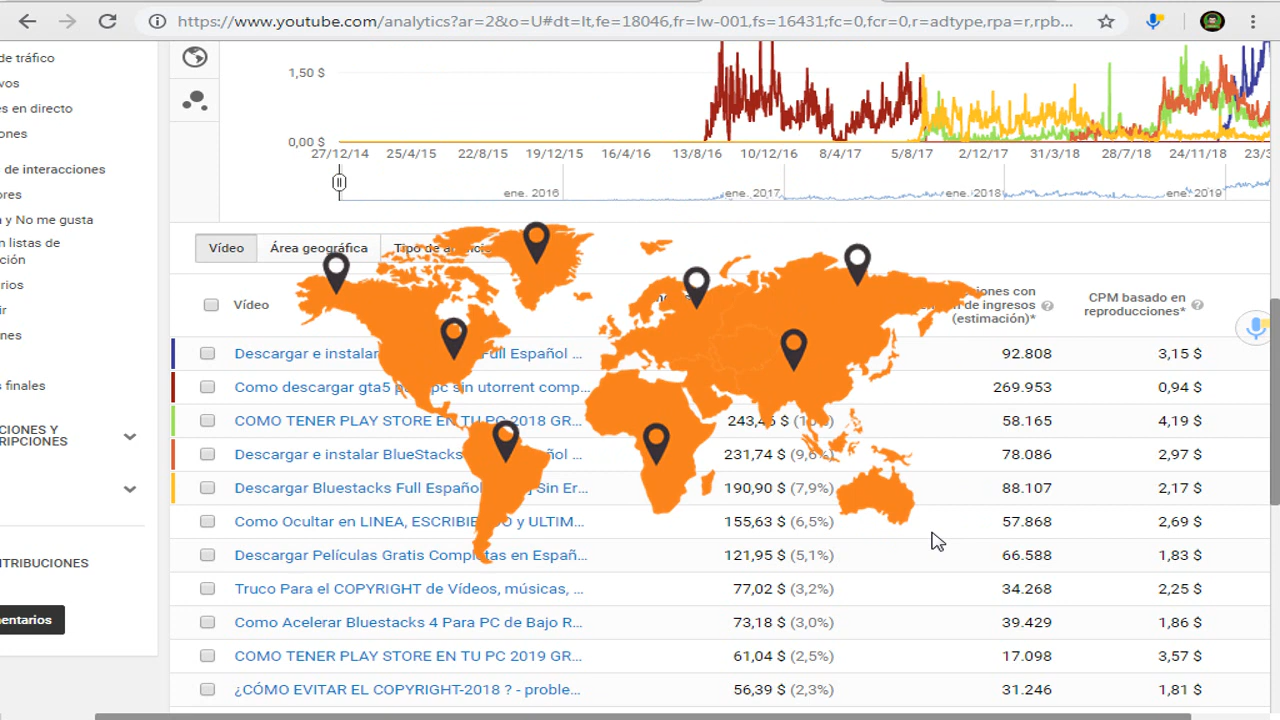 https://www.youtube.com/analytics?ar=2&o=U#dt=lt,fe=18046,fr=lw-001,fs=16431;fc=0,fcr=0,r=adtype,rpa=r,rpb...
de tráfico
vos
es en directo
ones
de interacciones
ores
a y No me gusta
n listas de
ción
rios
ir
nes
s finales
CIONES Y
RIPCIONES
NTRIBUCIONES
entarios
1,50 $
0,00 $
27/12/14 25/4/15 22/8/15 19/12/15 16/4/16 13/8/16 10/12/16 8/4/17 5/8/17 2/12/17 31/3/18 28/7/18 24/11/18 23/3
ene. 2016 ene. 2017 ene. 2018 ene. 2019
Vídeo Área geográfica Tipo de
Vídeo
ones con
de ingresos
(estimación)*
CPM basado en
reproducciones*
Descargar e instalar Full Español ... 92.808 3,15 $
Como descargar gta5 pc sin utorrent comp... 269.953 0,94 $
COMO TENER PLAY STORE EN TU PC 2018 GR... 58.165 4,19 $
Descargar e instalar BlueStacks ñol ... 231,74 $ (9,6%) 78.086 2,97 $
Descargar Bluestacks Full Español Sin Er... 190,90 $ (7,9%) 88.107 2,17 $
Como Ocultar en LINEA, ESCRIBIE O y ULTIM... 155,63 $ (6,5%) 57.868 2,69 $
Descargar Películas Gratis Completas en Españ... 121,95 $ (5,1%) 66.588 1,83 $
Truco Para el COPYRIGHT de Vídeos, músicas, ... 77,02 $ (3,2%) 34.268 2,25 $
Como Acelerar Bluestacks 4 Para PC de Bajo R... 73,18 $ (3,0%) 39.429 1,86 $
COMO TENER PLAY STORE EN TU PC 2019 GR... 61,04 $ (2,5%) 17.098 3,57 $
¿CÓMO EVITAR EL COPYRIGHT-2018 ? - proble... 56,39 $ (2,3%) 31.246 1,81 $